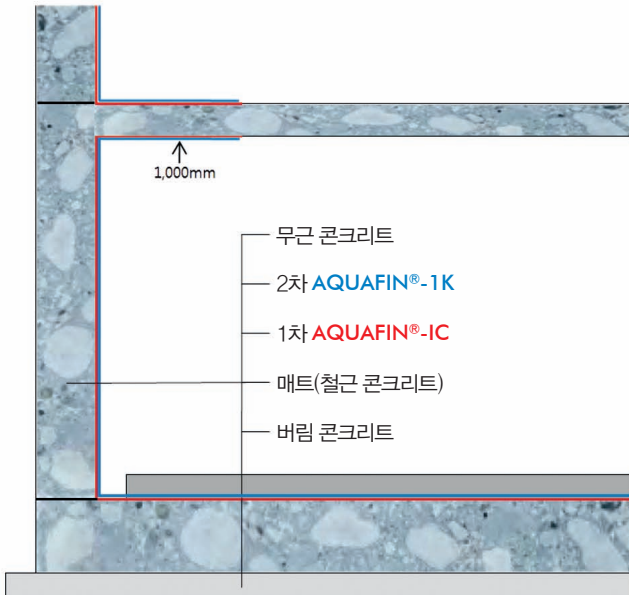 1,000mm
무근 콘크리트
2차 AQUAFIN®-1K
1차 AQUAFIN®-IC
매트(철근 콘크리트)
버림 콘크리트